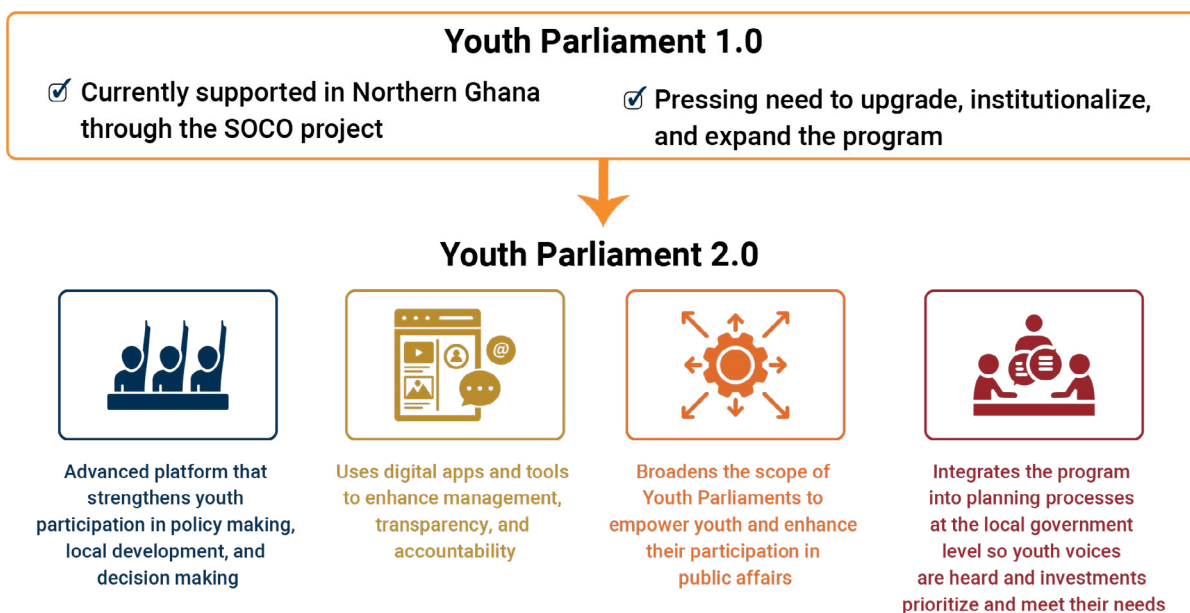 Youth Parliament 1.0
Currently supported in Northern Ghana
through the SOCO project
Pressing need to upgrade, institutionalize,
and expand the program
Youth Parliament 2.0
Advanced platform that
strengthens youth
participation in policy making,
local development, and
decision making
@
Uses digital apps and tools
to enhance management,
transparency, and
accountability
Broadens the scope of
Youth Parliaments to
empower youth and enhance
their participation in
public affairs
Integrates the program
into planning processes
at the local government
level so youth voices
are heard and investments
prioritize and meet their needs